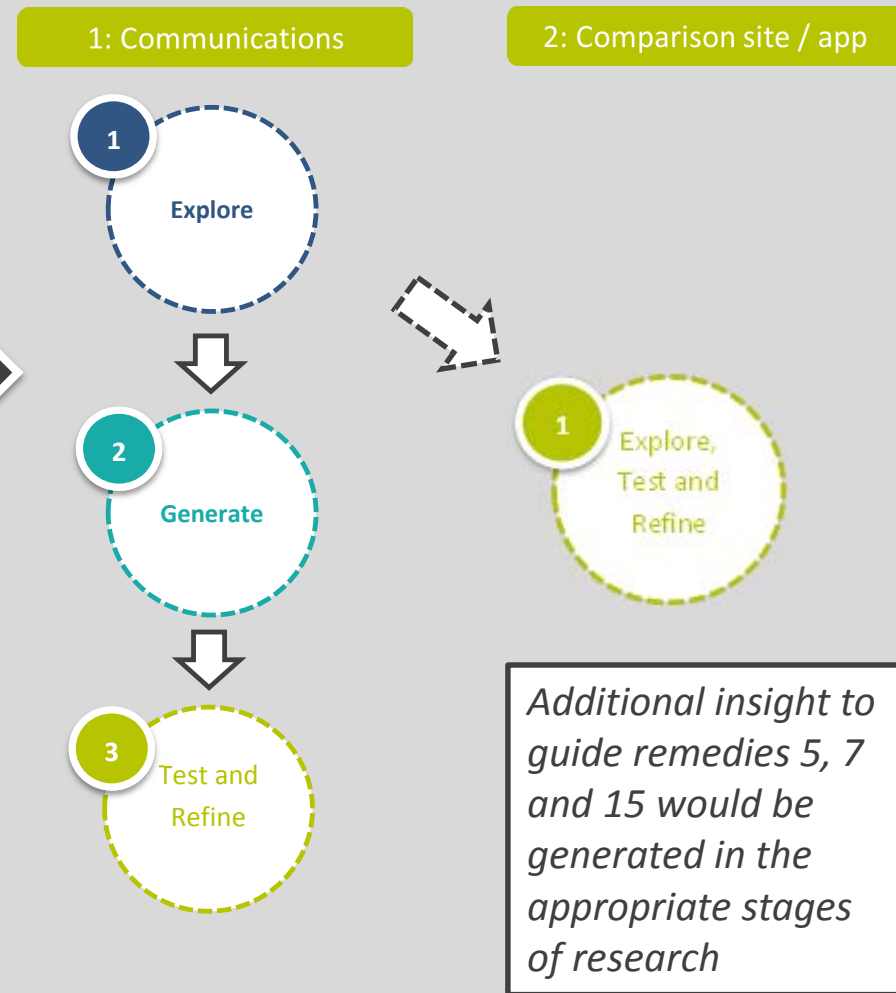 1: Communications
1
Explore
2
Generate
3
Test and
Refine
2: Comparison site / app
1
Explore,
Test and
Refine
Additional insight to
guide remedies 5, 7
and 15 would be
generated in the
appropriate stages
of research